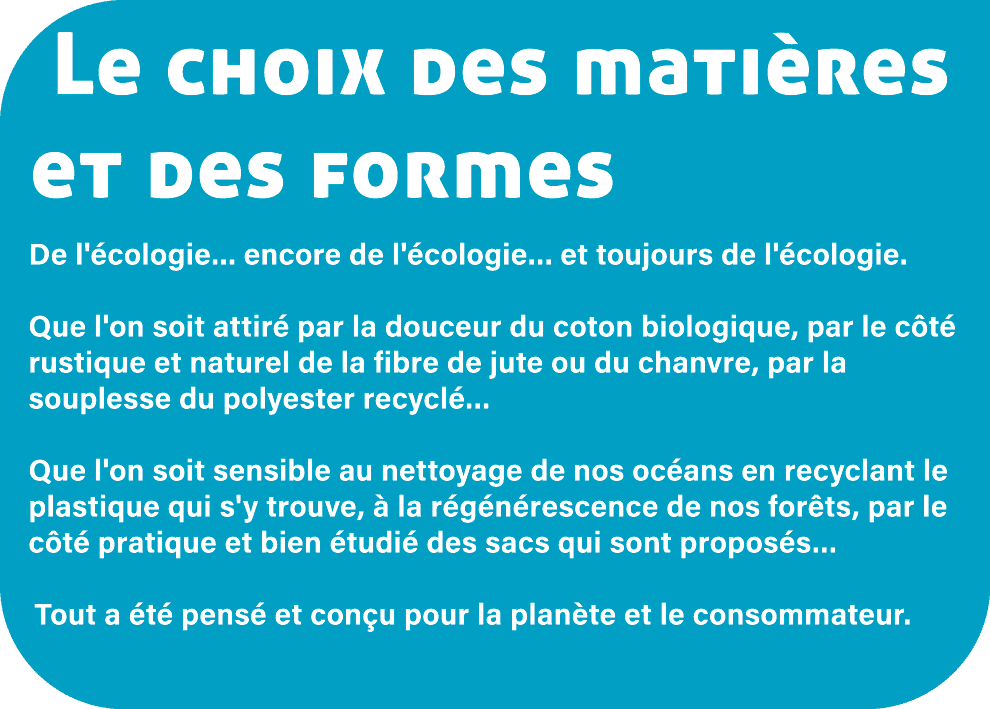 Le choix des matières
et des formes
De l'écologie... encore de l'écologie... et toujours de l'écologie.
Que l'on soit attiré par la douceur du coton biologique, par le côté
rustique et naturel de la fibre de jute ou du chanvre, par la
souplesse du polyester recyclé...
Que l'on soit sensible au nettoyage de nos océans en recyclant le
plastique qui s'y trouve, à la régénérescence de nos forêts, par le
côté pratique et bien étudié des sacs qui sont proposés...
Tout a été pensé et conçu pour la planète et le consommateur.